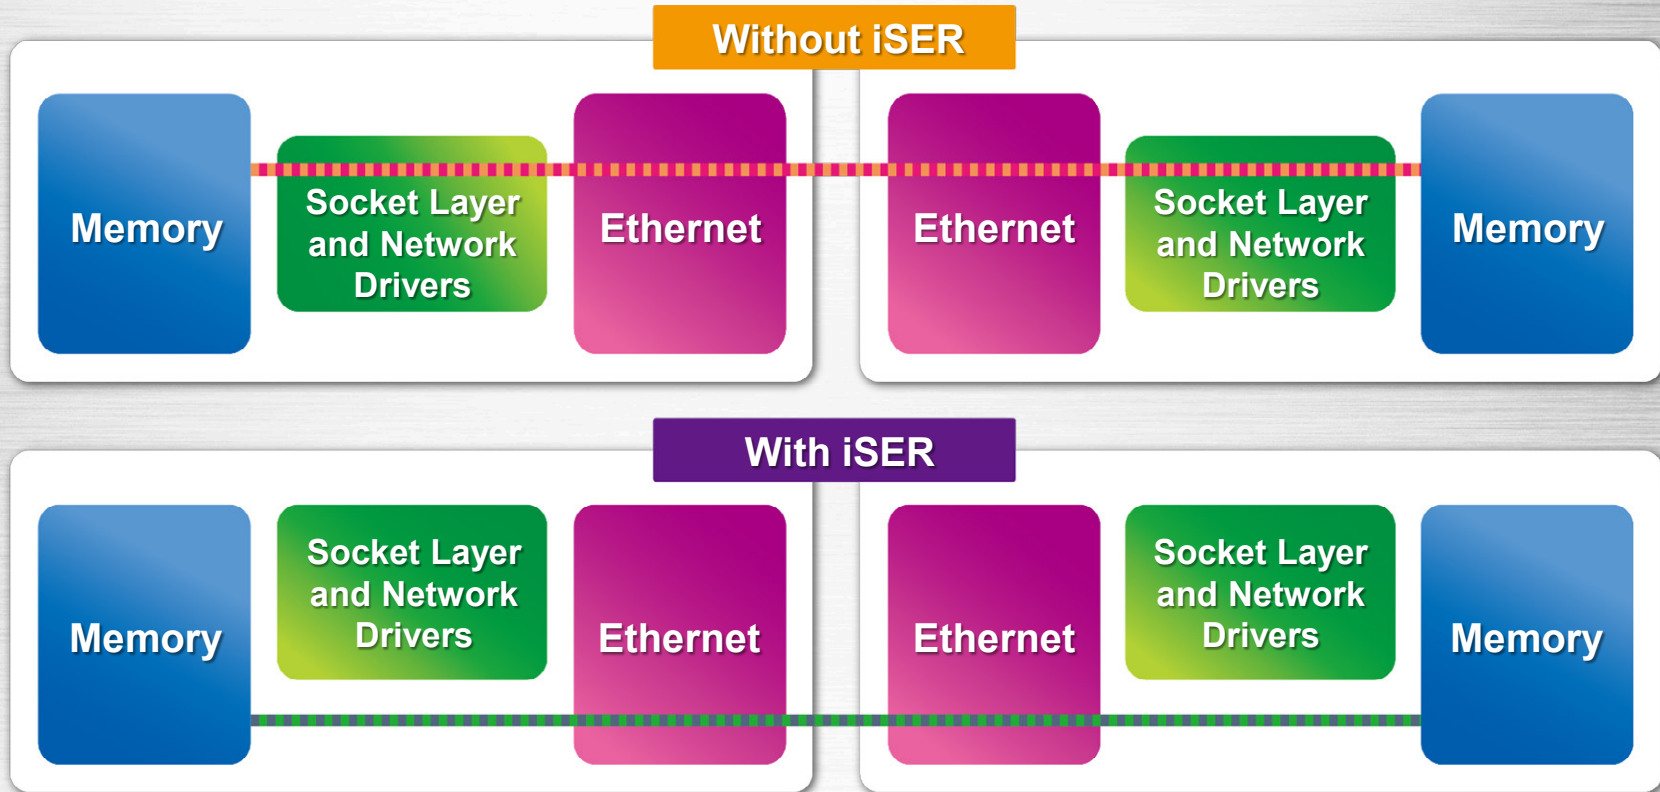 Without iSER
Memory
Socket Layer
and Network
Drivers
Ethernet
Ethernet
Socket Layer
and Network
Drivers
Memory
With iSER
Memory
Socket Layer
and Network
Drivers
Ethernet
Ethernet
Socket Layer
and Network
Drivers
Memory